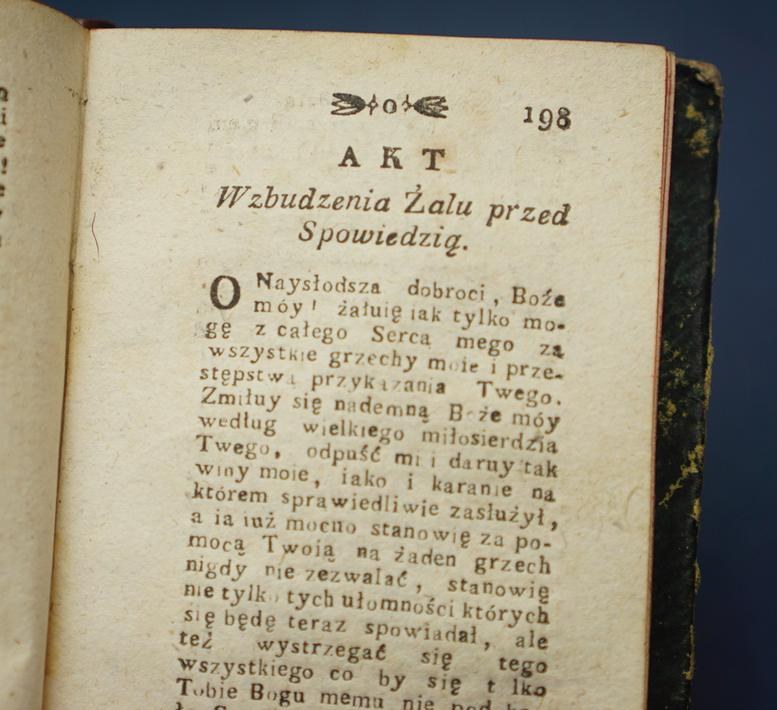 o 198
AKT
Wzbudzenia Żalu przed
Spowiedzią.
O Naysłodsza dobroci, Boże
móy! żałuię iak tylko mo-
gę z całego Serca mego za
wszystkie grzechy moie i prze-
stępstwa przykazania Twego.
Zmiłuy się nademną Boże móy
według wielkiego miłosierdzia
Twego, odpuść mi i daruy tak
winy moie, iako i karanie na
którem sprawiedliwie zasłużył,
a ia iuż mocno stanowię za po-
mocą Twoią na żaden grzech
nigdy nie zezwalać, stanowię
nie tylko tych ułomności których
się będę teraz spowiadał, ale
też wystrzegać się tego
wszystkiego co by się t lko
Tobie Bogu memu nie